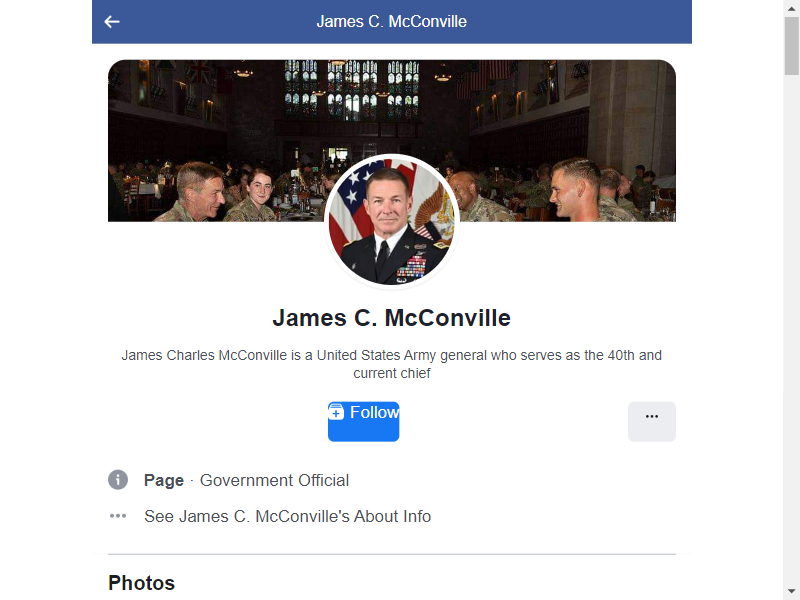 James C. McConville
James C. McConville
James Charles McConville is a United States Army general who serves as the 40th and
current chief
Follow
Page · Government Official
See James C. McConville's About Info
Photos